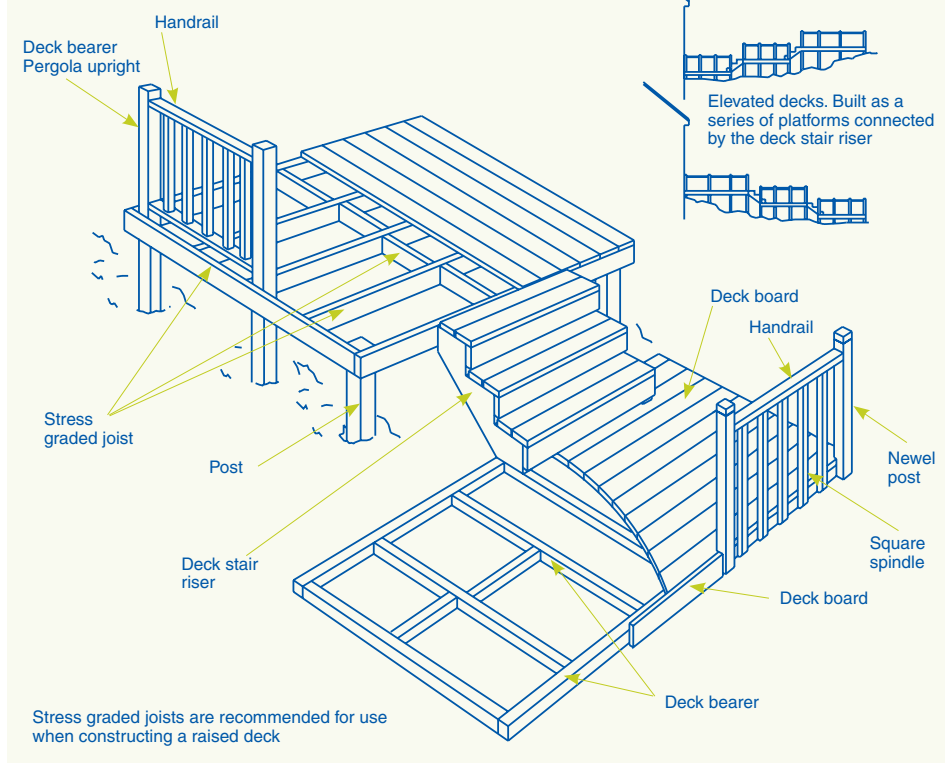 Handrail
Deck bearer
Pergola upright
Elevated decks. Built as a
series of platforms connected
by the deck stair riser
Deck board
Handrail
Stress
graded joist
Post
Newel
post
Square
spindle
Deck stair
riser
Deck board
Deck bearer
Stress graded joists are recommended for use
when constructing a raised deck